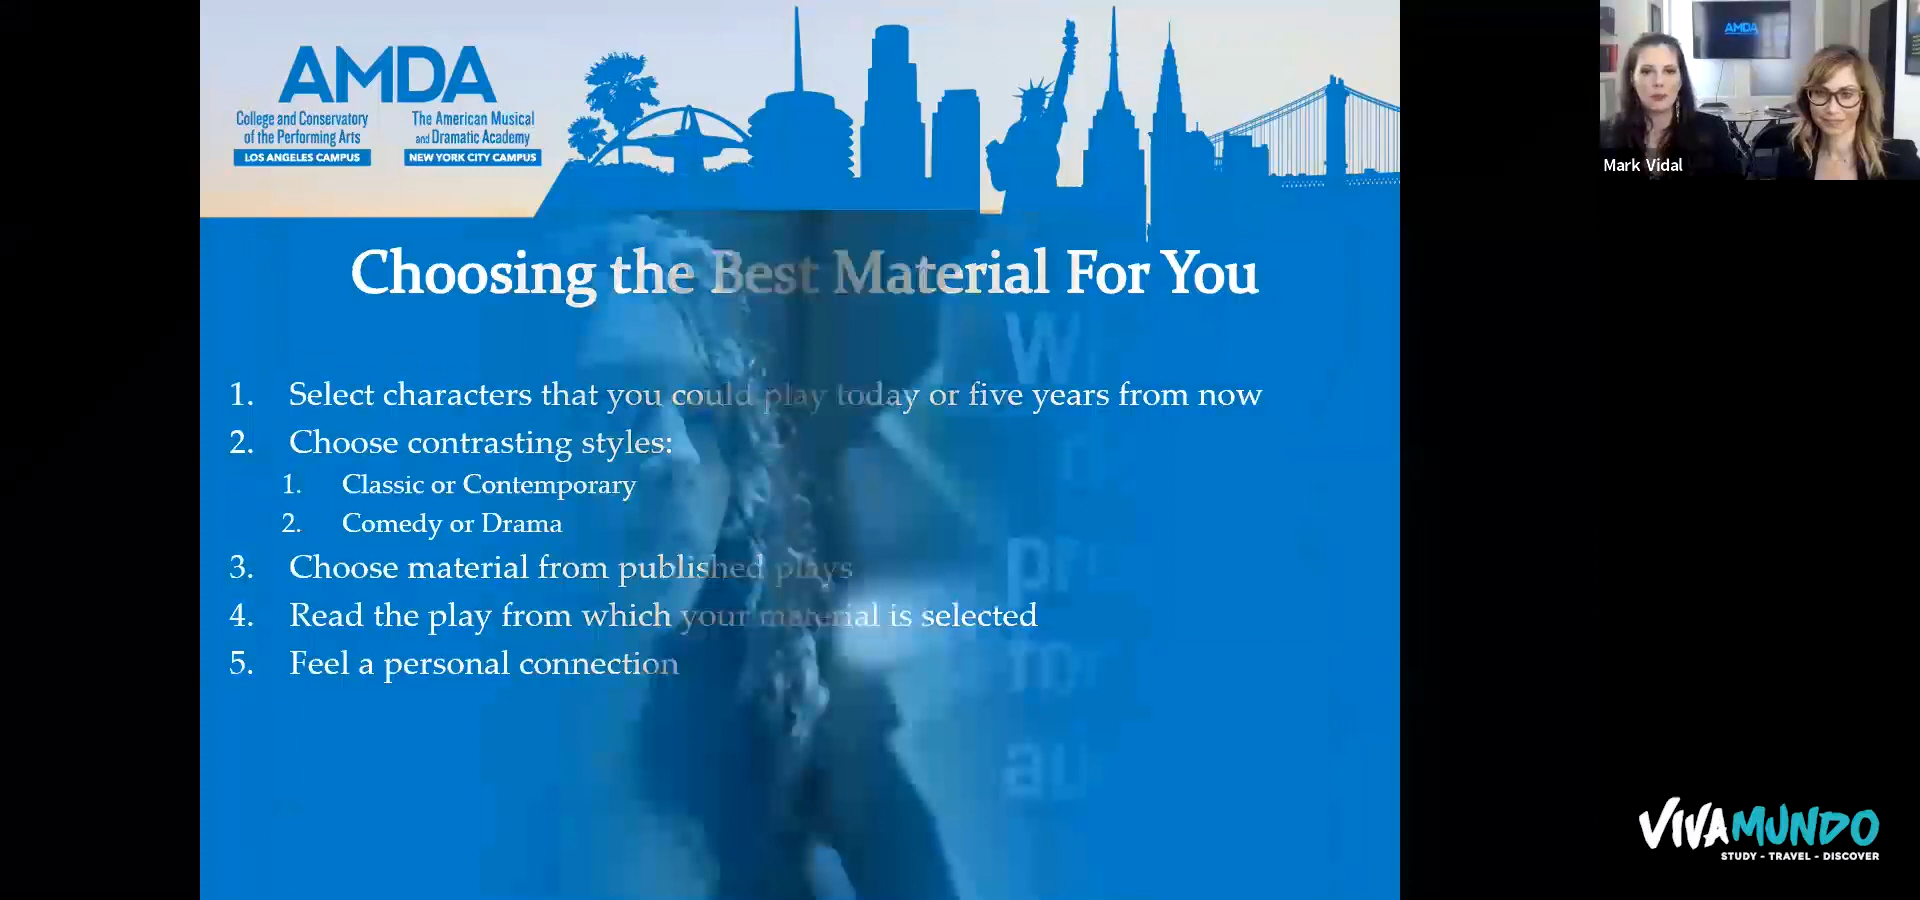 AMDA
College and Conservatory
of the Performing Arts
LOS ANGELES CAMPUS
The American Musical
and Dramatic Academy
NEW YORK CITY CAMPUS
AMDA
Mark Vidal
Choosing the Best Material For You
1. Select characters that you could play today or five years from now
2. Choose contrasting styles:
1. Classic or Contemporary
2. Comedy or Drama
3. Choose material from published plays
4. Read the play from which your material is selected
5. Feel a personal connection
VIVAMUNDO
STUDY - TRAVEL - DISCOVER